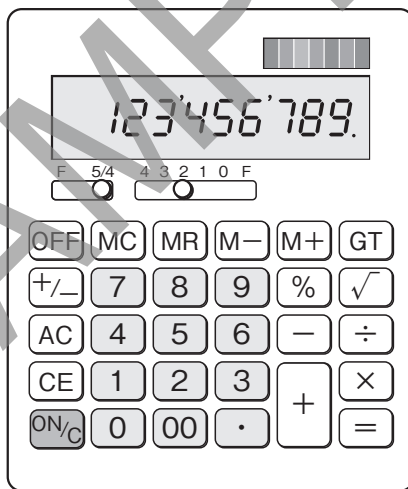 123'456'789.
F 5/4 4 3 2 1 0 F
OFF MC MR M− M+ GT
+/− 7 8 9 % √
AC 4 5 6 − ÷
CE 1 2 3 + ×
ON/C 0 00 · =